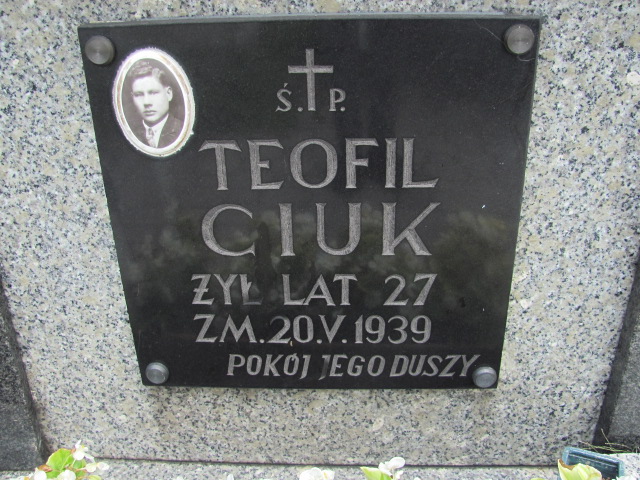 Ś.P.
TEOFIL
CIUK
ŻYŁ LAT 27
ZM.20.V.1939
POKÓJ JEGO DUSZY